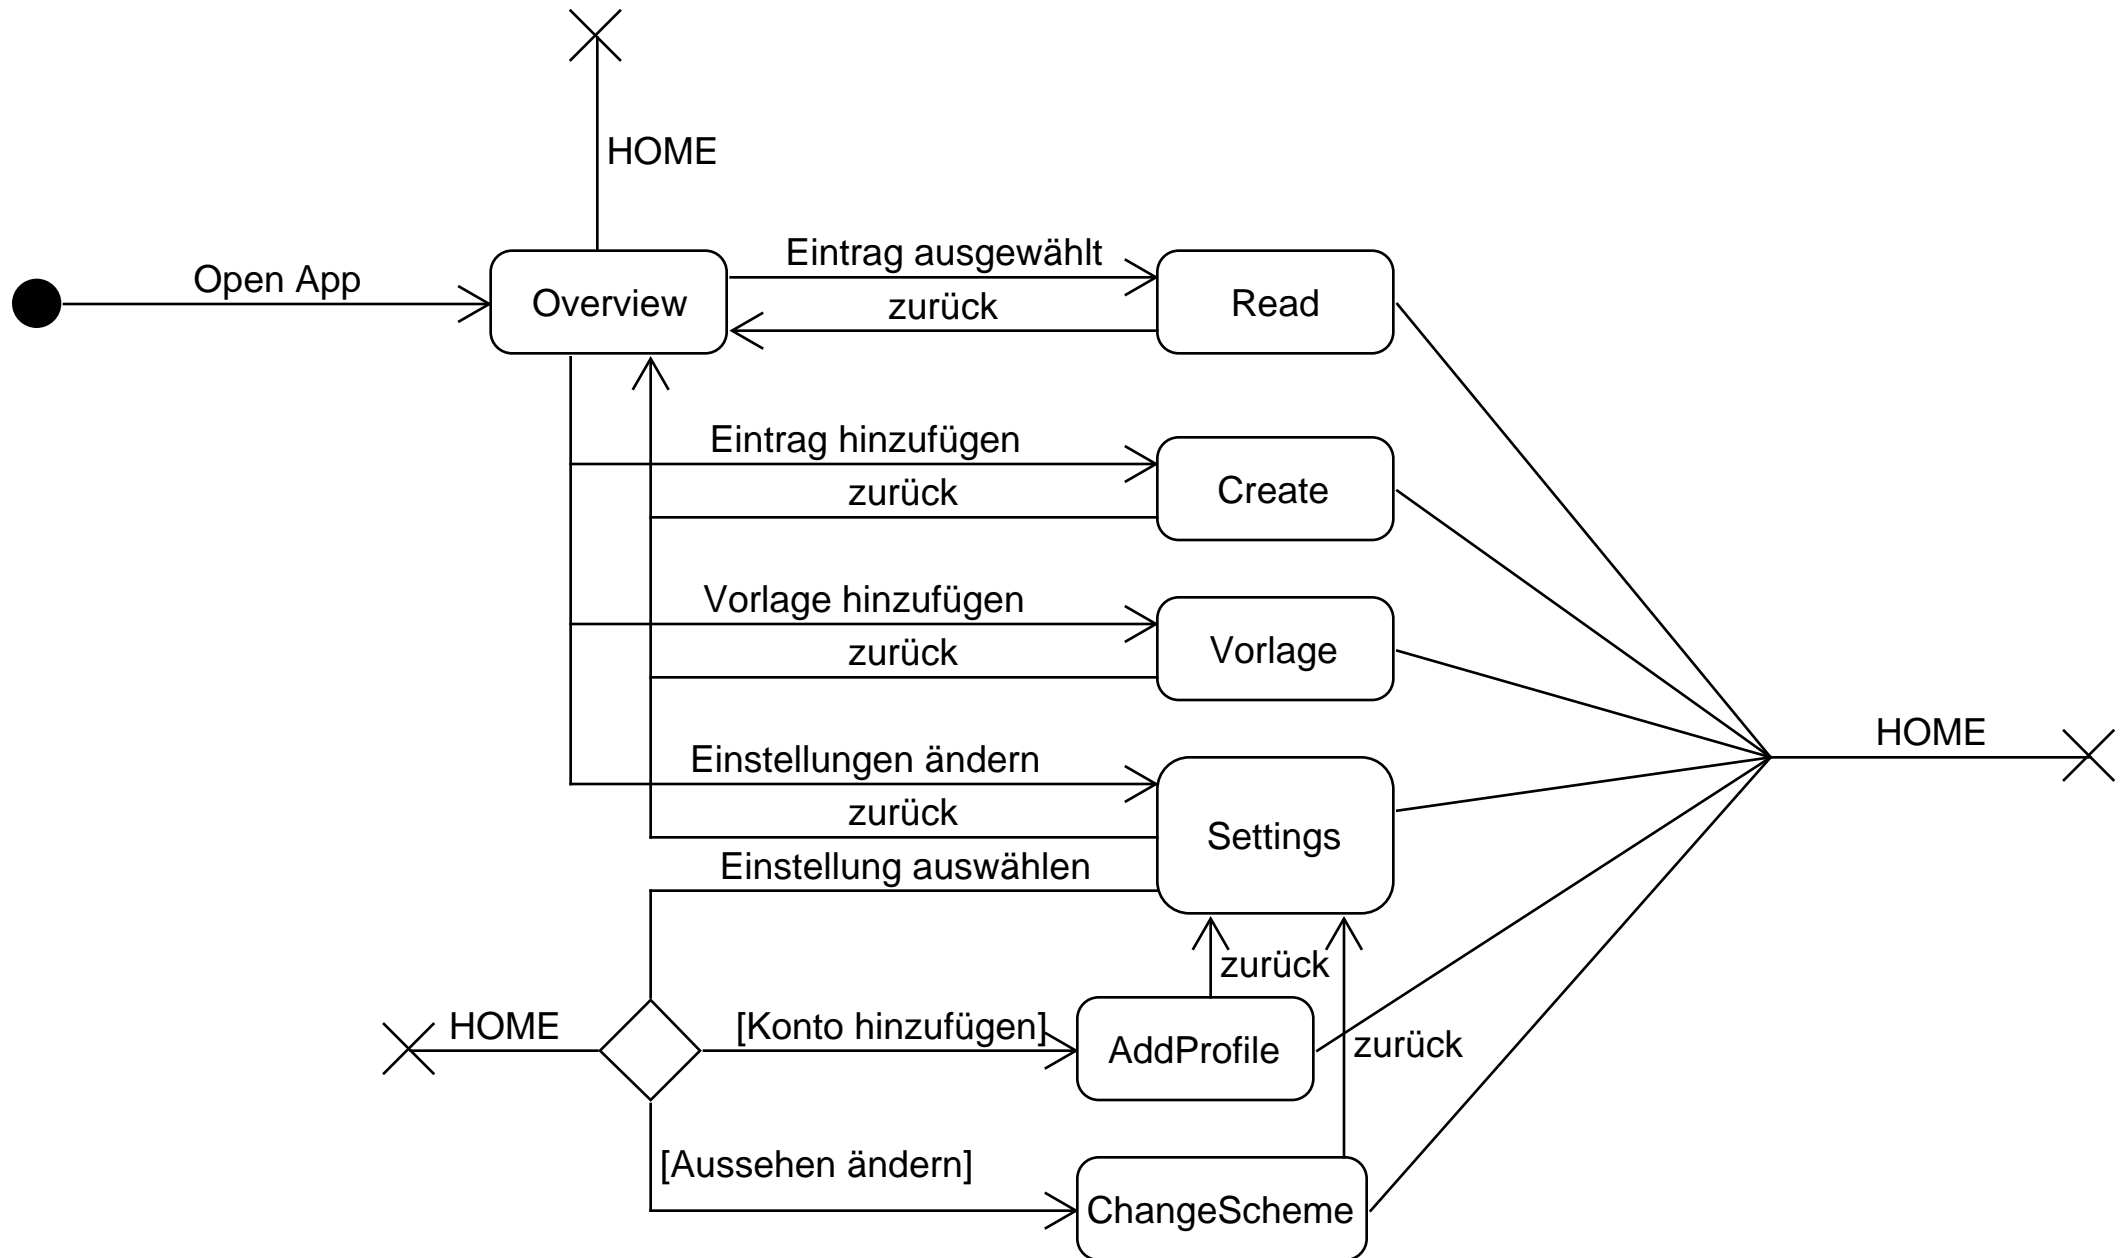 HOME
Open App
Overview
Eintrag ausgewählt
zurück
Read
Eintrag hinzufügen
zurück
Create
Vorlage hinzufügen
zurück
Vorlage
Einstellungen ändern
zurück
Einstellung auswählen
Settings
HOME
zurück
zurück
HOME
[Konto hinzufügen]
AddProfile
[Aussehen ändern]
ChangeScheme